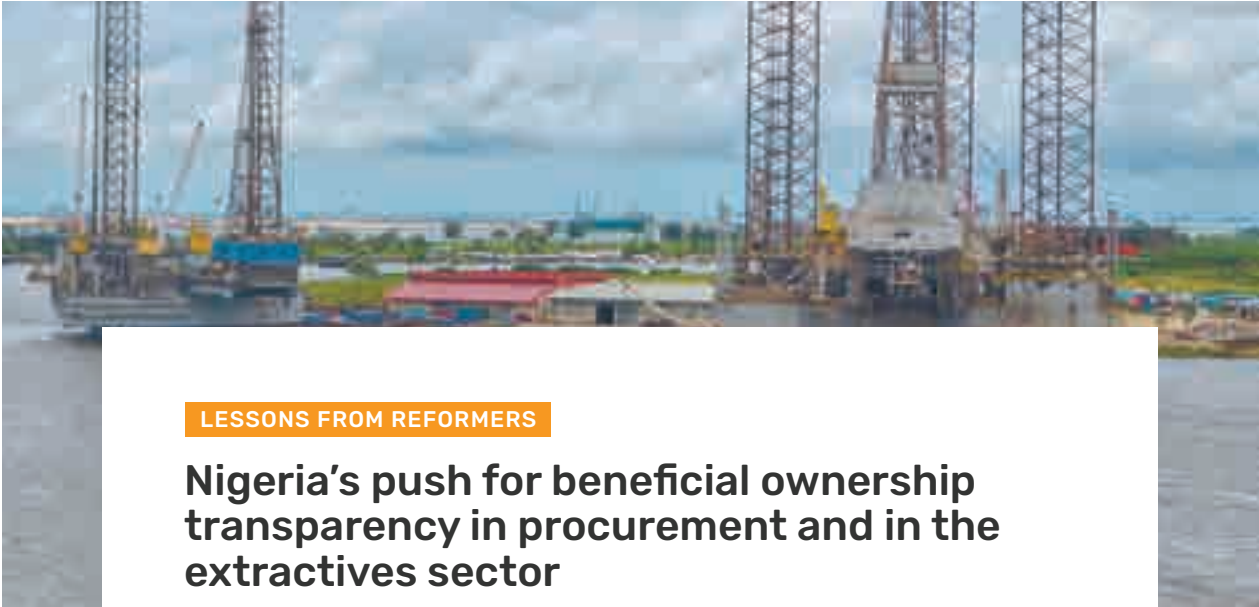 LESSONS FROM REFORMERS
Nigeria’s push for beneficial ownership
transparency in procurement and in the
extractives sector